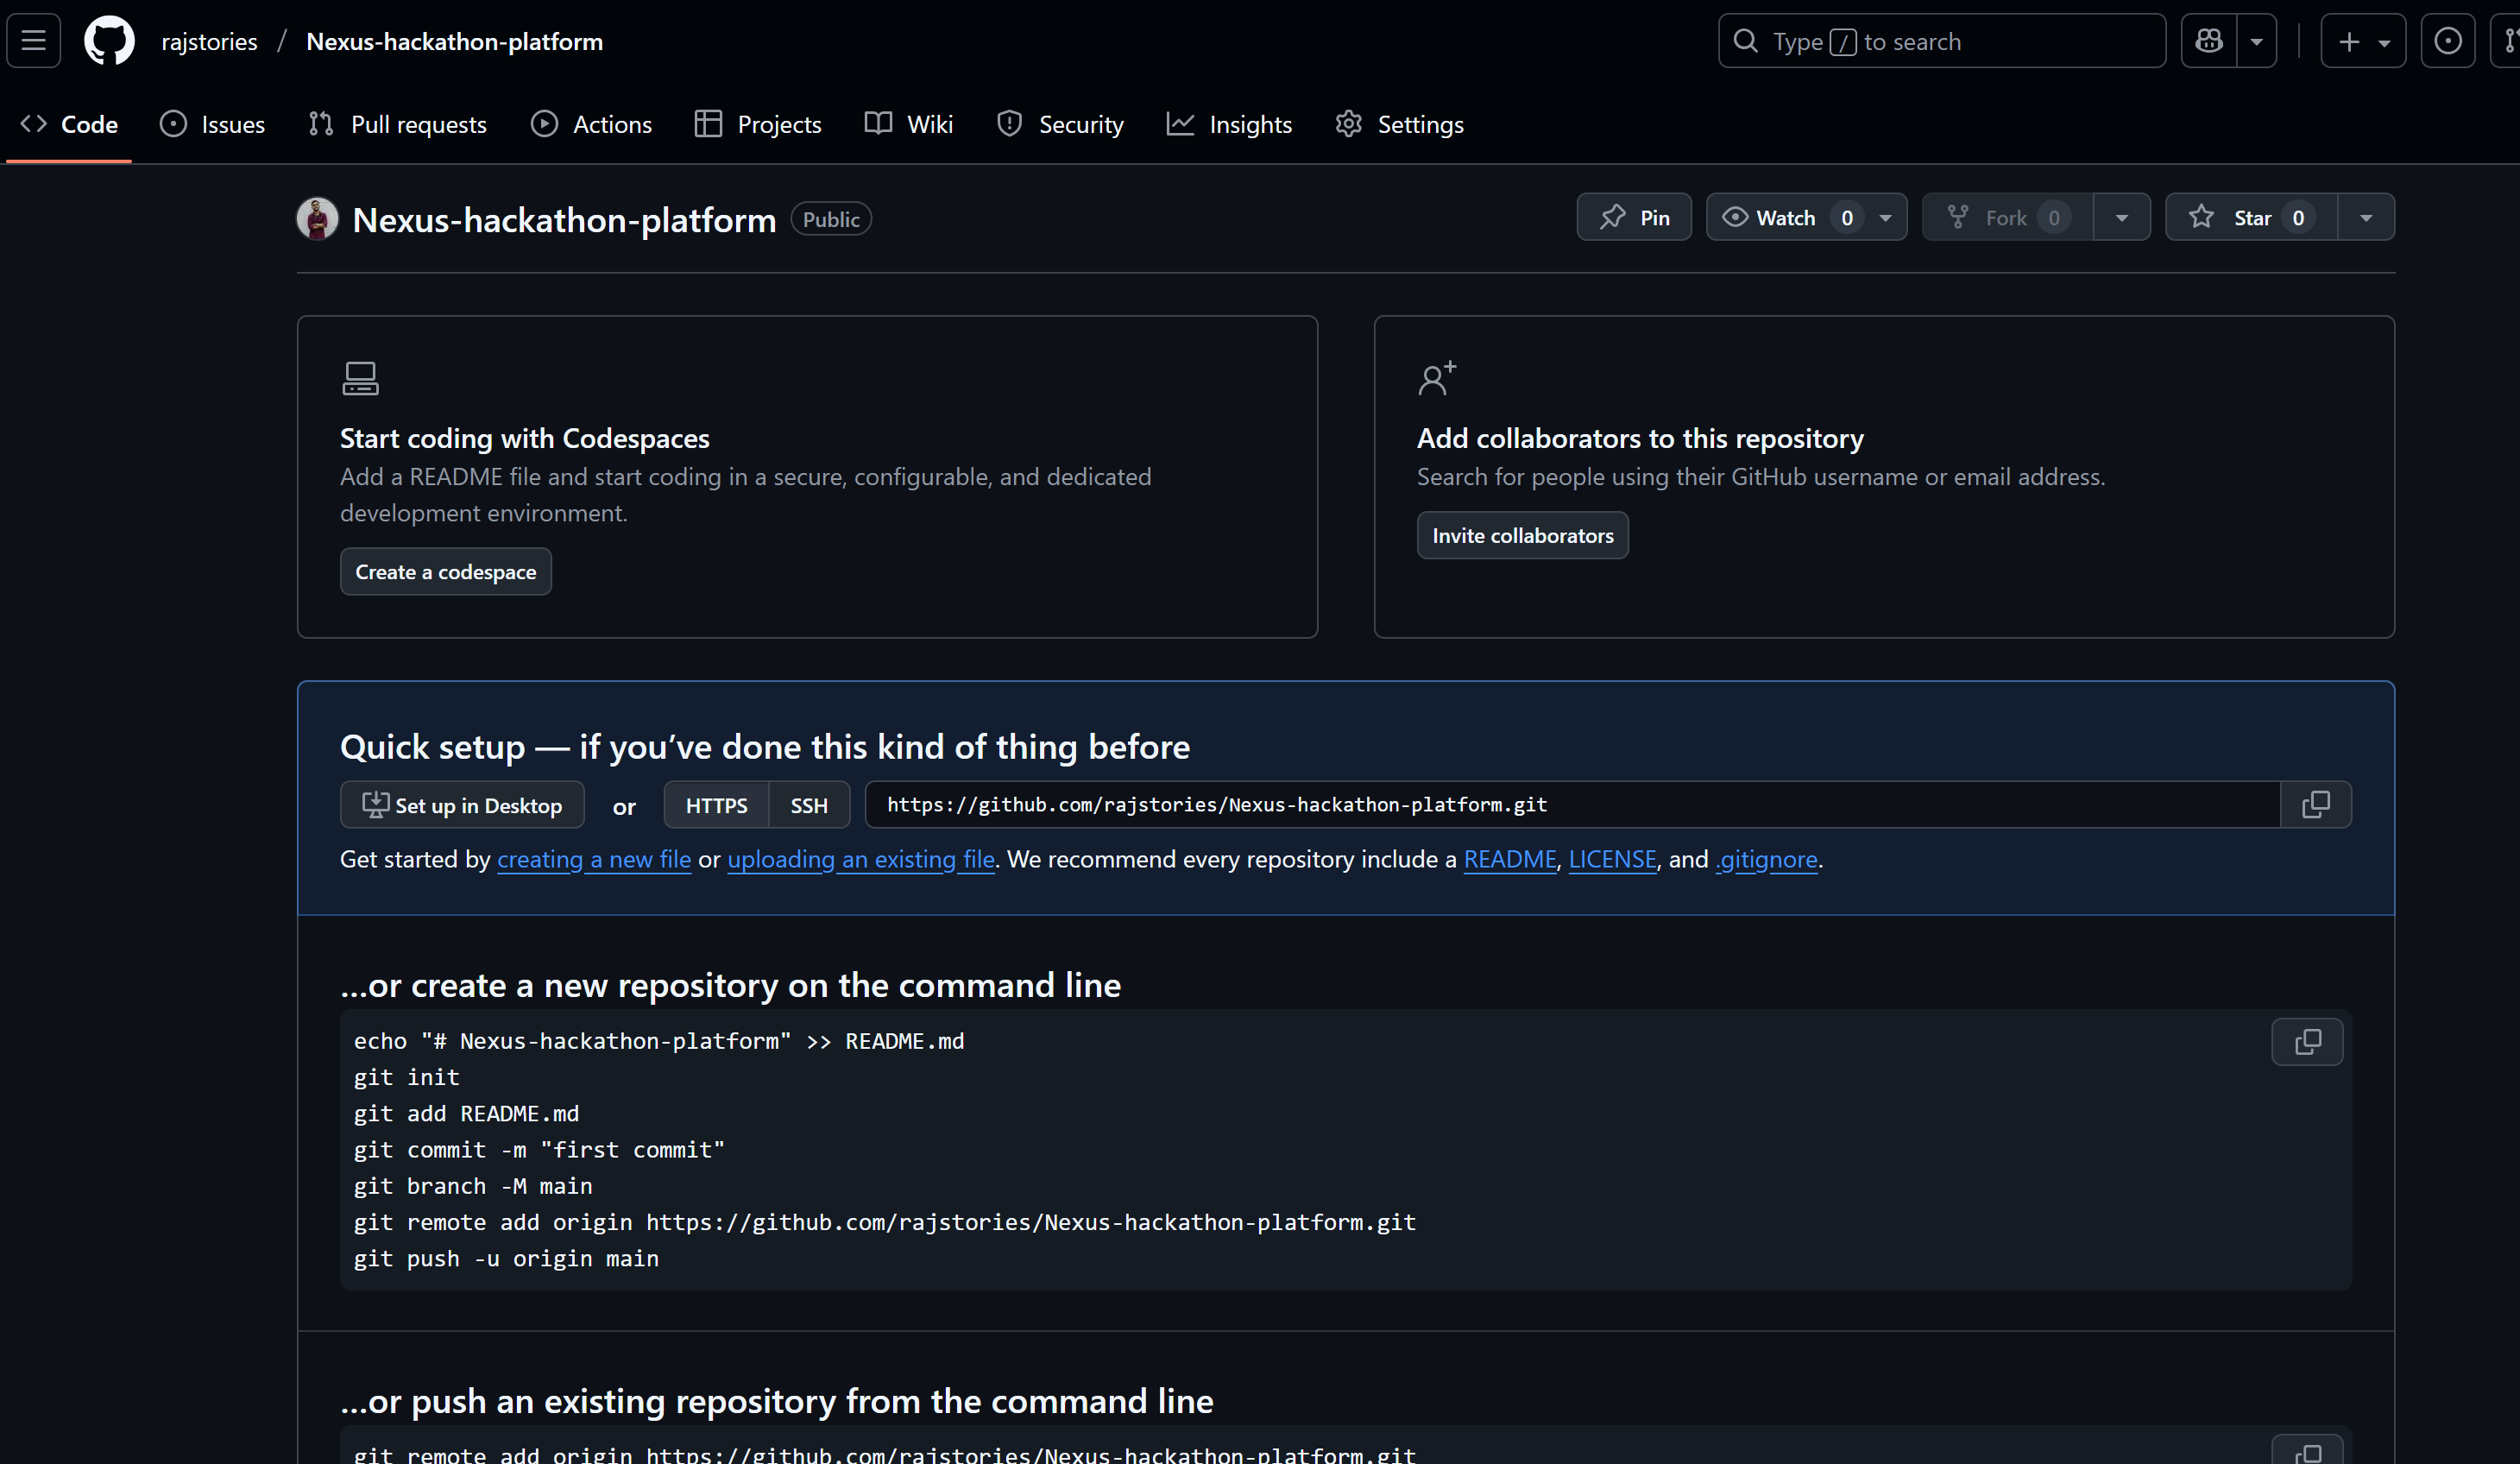 rajstories / Nexus-hackathon-platform
Type / to search
Code Issues Pull requests Actions Projects Wiki Security Insights Settings
Nexus-hackathon-platform Public
Pin Watch 0 Fork 0 Star 0
Start coding with Codespaces
Add a README file and start coding in a secure, configurable, and dedicated
development environment.
Create a codespace
Add collaborators to this repository
Search for people using their GitHub username or email address.
Invite collaborators
Quick setup — if you’ve done this kind of thing before
Set up in Desktop or HTTPS SSH https://github.com/rajstories/Nexus-hackathon-platform.git
Get started by creating a new file or uploading an existing file. We recommend every repository include a README, LICENSE, and .gitignore.
…or create a new repository on the command line
echo "# Nexus-hackathon-platform" >> README.md
git init
git add README.md
git commit -m "first commit"
git branch -M main
git remote add origin https://github.com/rajstories/Nexus-hackathon-platform.git
git push -u origin main
…or push an existing repository from the command line
git remote add origin https://github.com/rajstories/Nexus-hackathon-platform.git